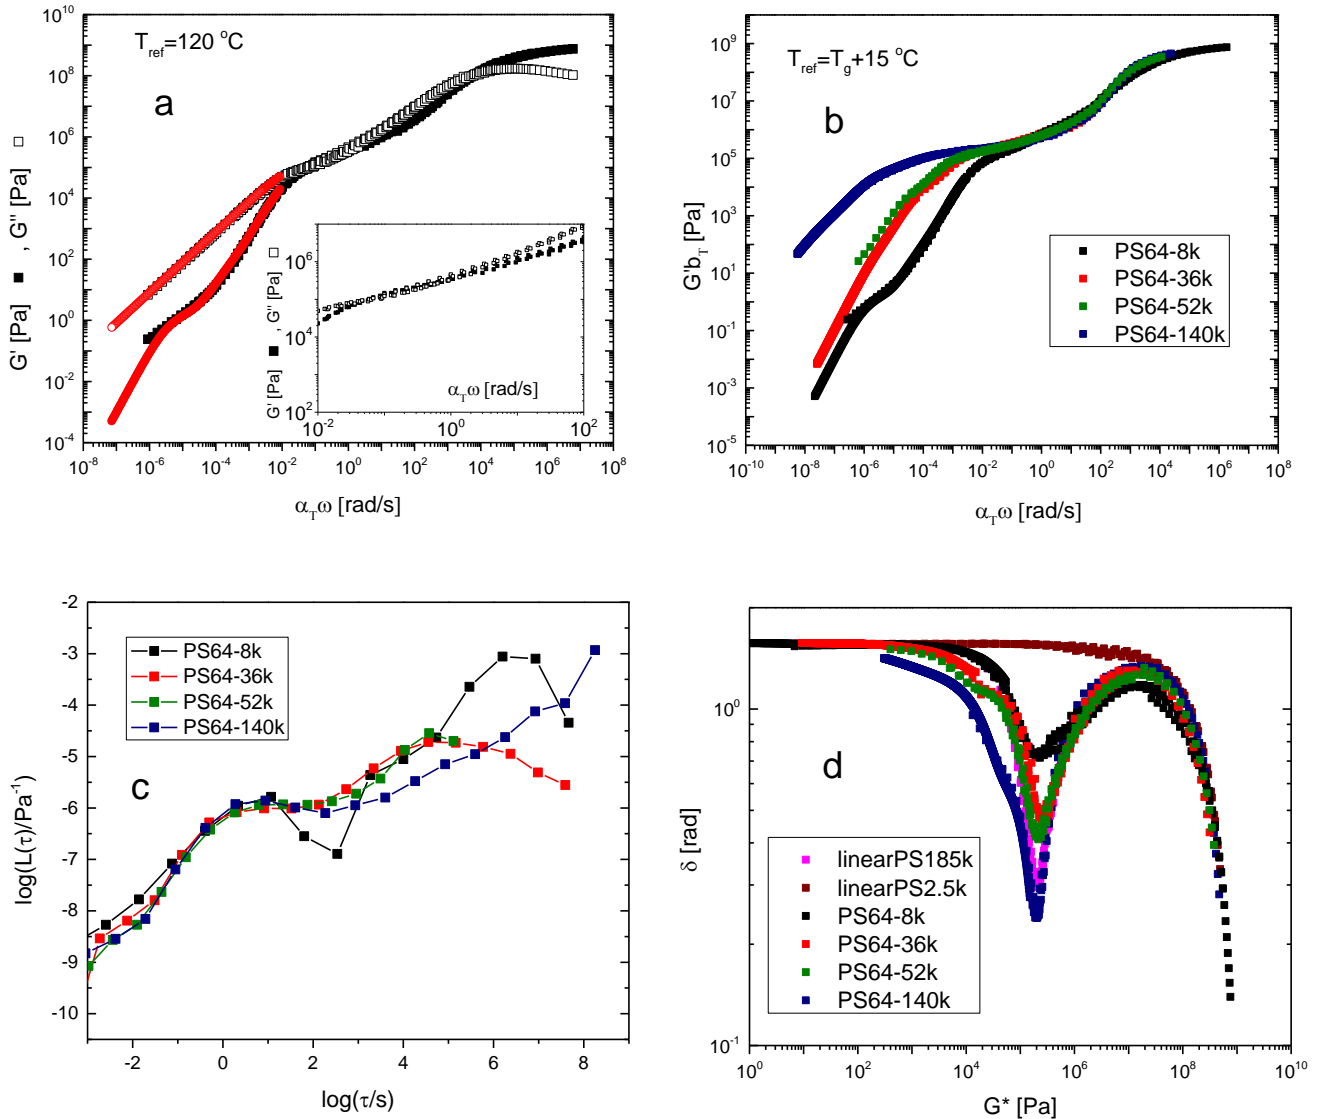 10^10
10^8
10^6
10^4
10^2
10^0
10^-2
10^-4
T_ref=120 °C
a
G' [Pa] ■ , G'' [Pa] □
10^6
10^4
10^2
G' [Pa] ■ , G'' [Pa] □
α_Tω [rad/s]
10^-2 10^0 10^2
10^-8 10^-6 10^-4 10^-2 10^0 10^2 10^4 10^6 10^8
α_Tω [rad/s]
10^9
10^7
10^5
10^3
10^1
10^-1
10^-3
10^-5
T_ref=T_g+15 °C
b
G'b_T [Pa]
PS64-8k
PS64-36k
PS64-52k
PS64-140k
10^-10 10^-8 10^-6 10^-4 10^-2 10^0 10^2 10^4 10^6 10^8
α_Tω [rad/s]
-2
-3
-4
-5
-6
-7
-8
-9
-10
PS64-8k
PS64-36k
PS64-52k
PS64-140k
c
log(L(τ)/Pa^-1)
-2 0 2 4 6 8
log(τ/s)
10^0
10^-1
d
δ [rad]
linearPS185k
linearPS2.5k
PS64-8k
PS64-36k
PS64-52k
PS64-140k
10^0 10^2 10^4 10^6 10^8 10^10
G* [Pa]